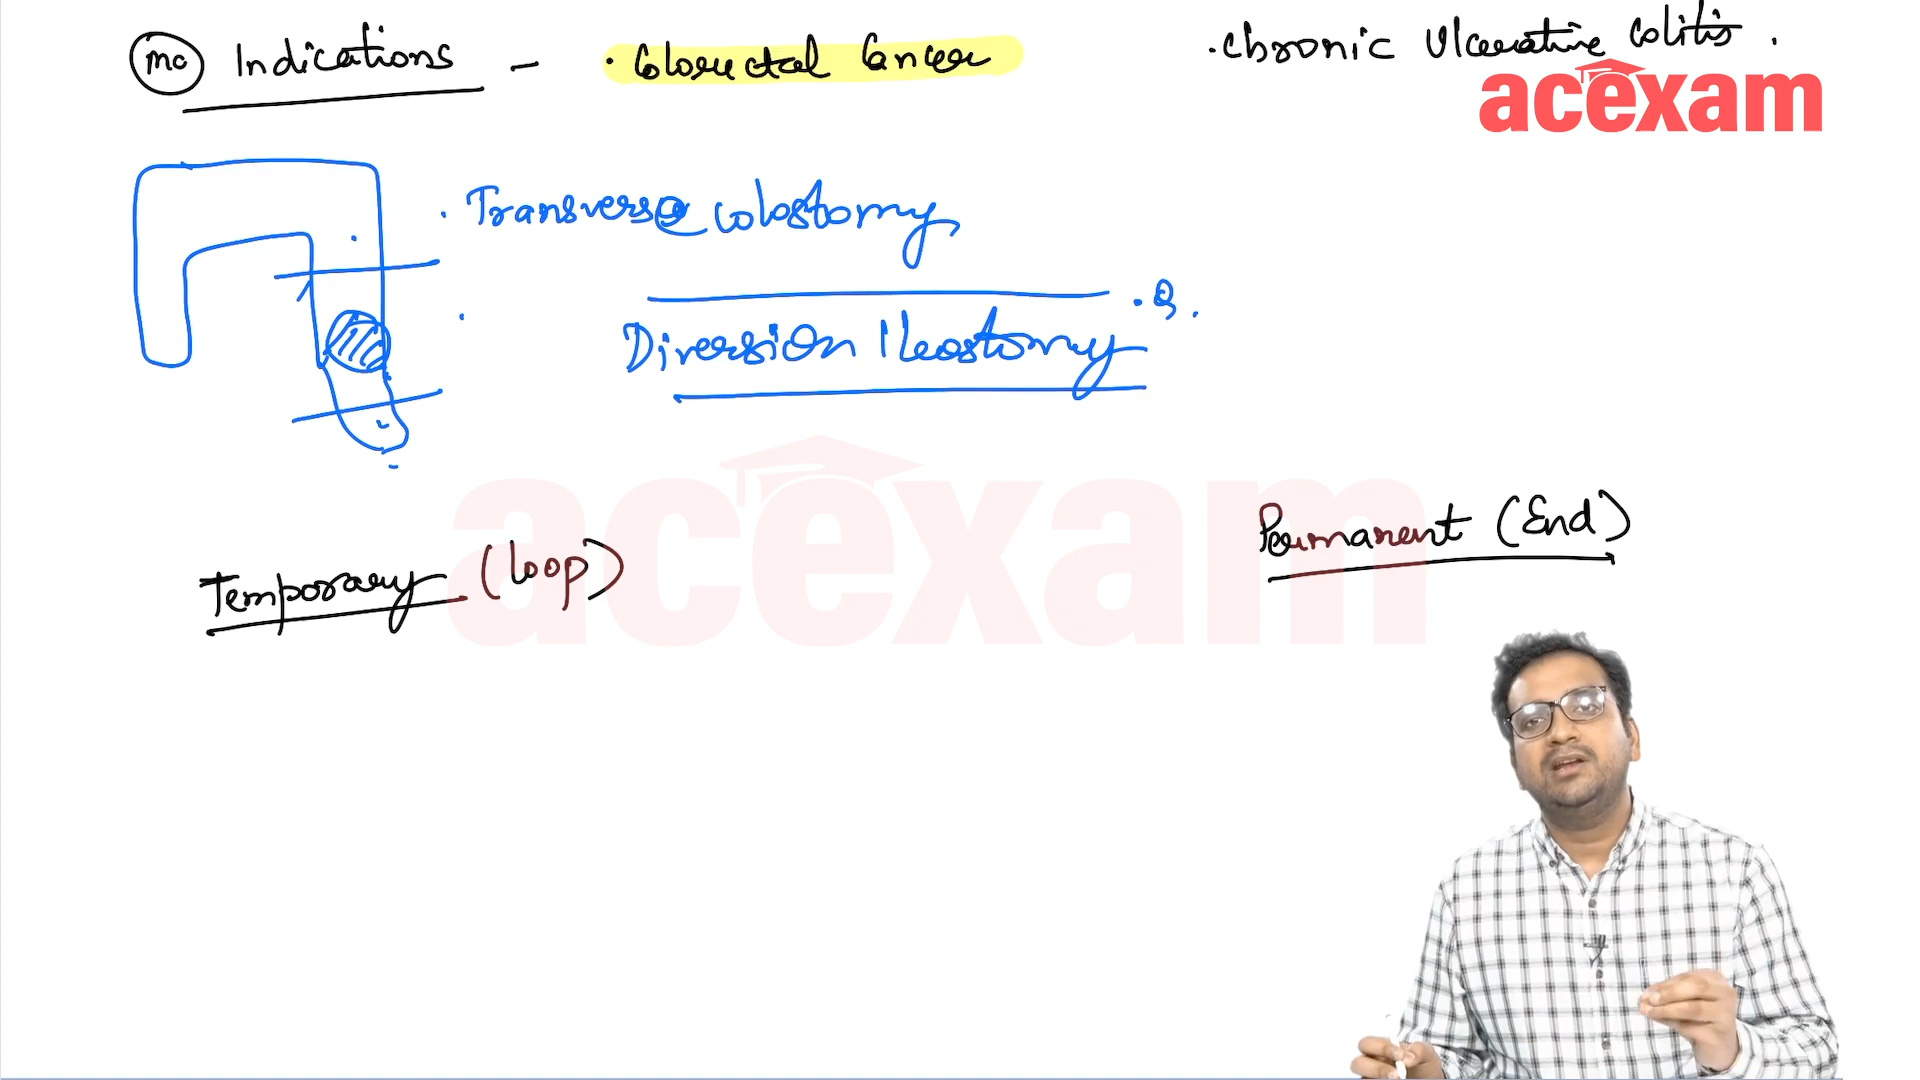 mc Indications - • Colorectal Cancer
• Chronic Ulcerative Colitis.
acexam
• Transverse Colostomy
Diversion Ileostomy
acexam
Permanent (End)
Temporary (loop)